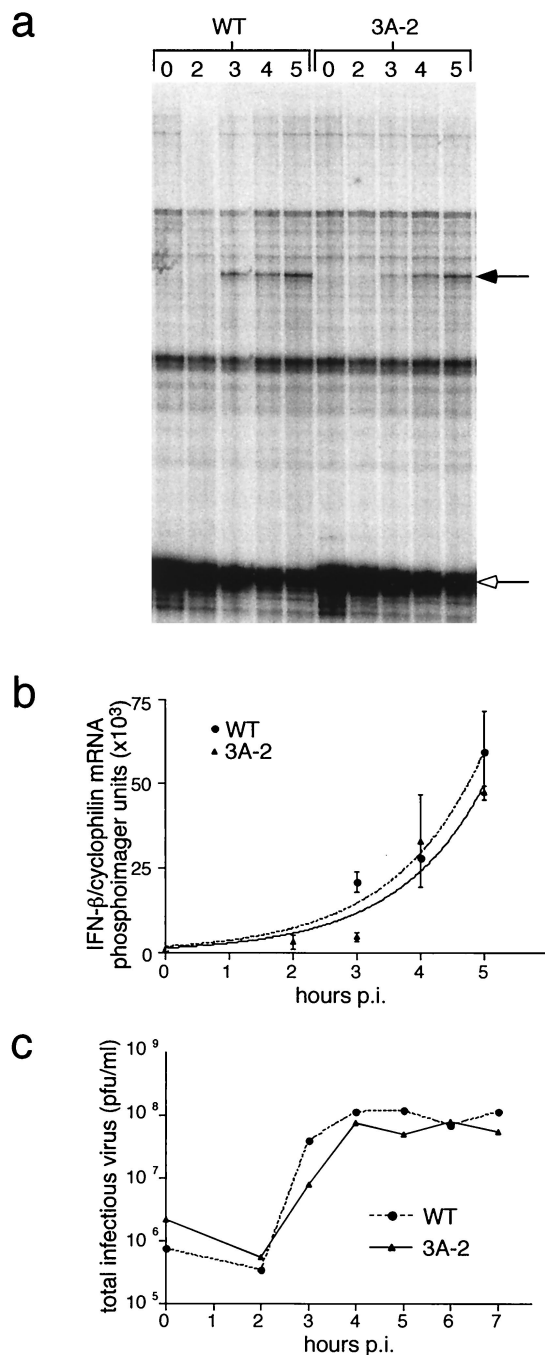 a
WT 3A-2
0 2 3 4 5 0 2 3 4 5
b
IFN-β/cyclophilin mRNA
phosphoimager units (x10³)
75
50
25
0
WT
3A-2
0 1 2 3 4 5
hours p.i.
c
total infectious virus (pfu/ml)
10⁹
10⁸
10⁷
10⁶
10⁵
WT
3A-2
0 1 2 3 4 5 6 7
hours p.i.